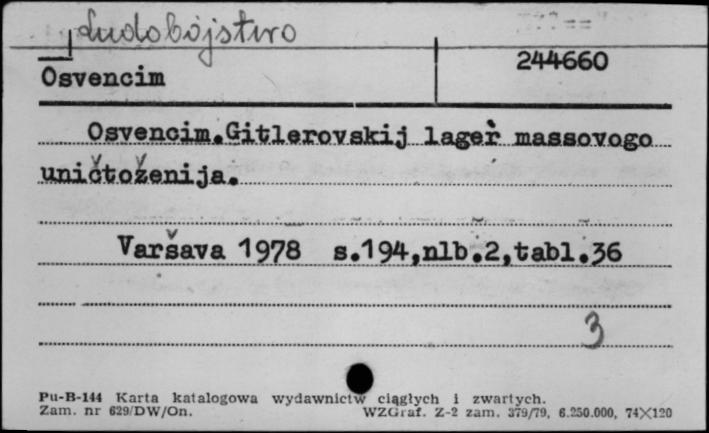 Ludobójstwo
Osvencim 244660
Osvencim.Gitlerovskij lageŕ massovogo
uničtoženija.
Varšava 1978 s.194,nlb.2,tabl.36
3
Pu-B-144 Karta katalogowa wydawnictw ciągłych i zwartych.
Zam. nr 629/DW/On. WZGraf. Z-2 zam. 379/79, 6.250.000, 74×120